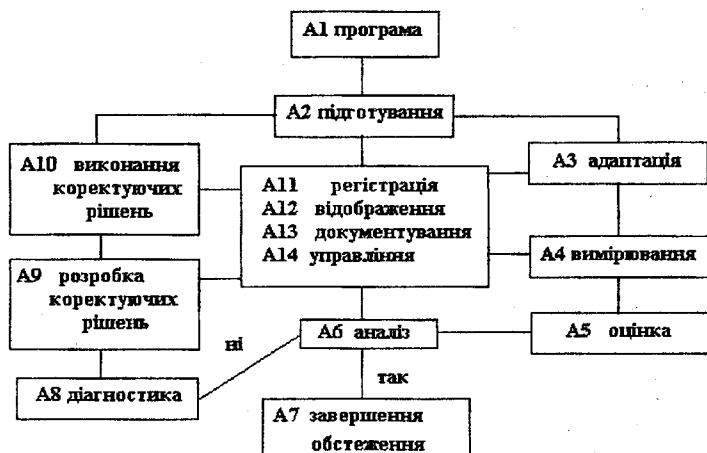 А1 програма
А2 підготування
А10 виконання
коректуючих
рішень
А3 адаптація
А11 регістрація
А12 відображення
А13 документування
А14 управління
А4 вимірювання
А9 розробка
коректуючих
рішень
А6 аналіз
А5 оцінка
ні
А8 діагностика
так
А7 завершення
обстеження